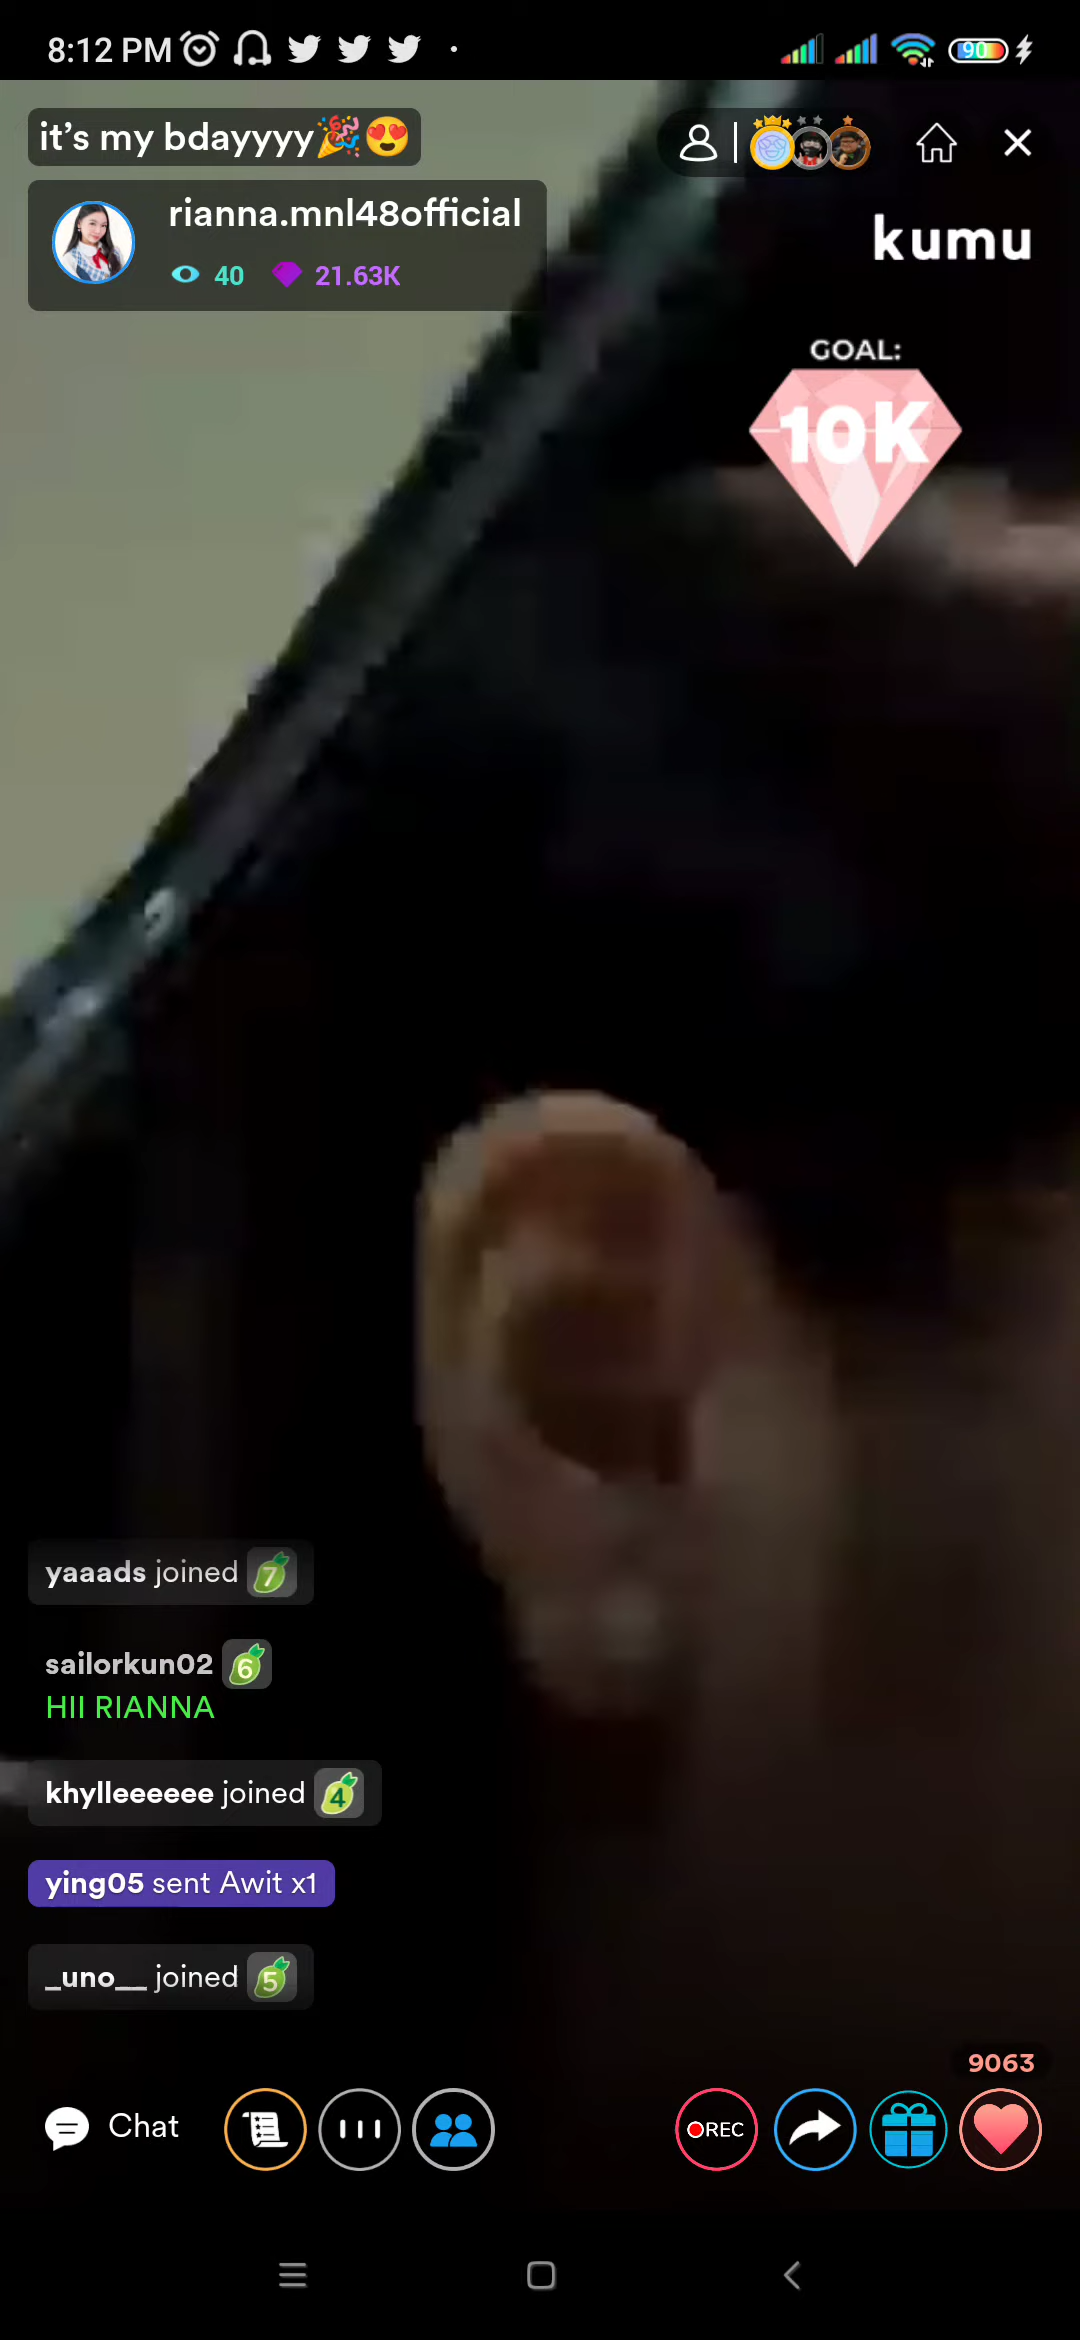 8:12 PM
90
it’s my bdayyyy🎉😍
rianna.mnl48official
40 21.63K
kumu
GOAL:
10K
yaaads joined 7
sailorkun02 6
HII RIANNA
khylleeeeee joined 4
ying05 sent Awit x1
_uno__ joined 5
9063
Chat
REC